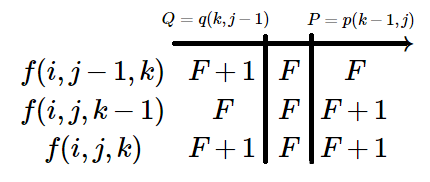 Q = q(k, j − 1) P = p(k − 1, j)
f(i, j − 1, k) F + 1 F F
f(i, j, k − 1) F F F + 1
f(i, j, k) F + 1 F F + 1